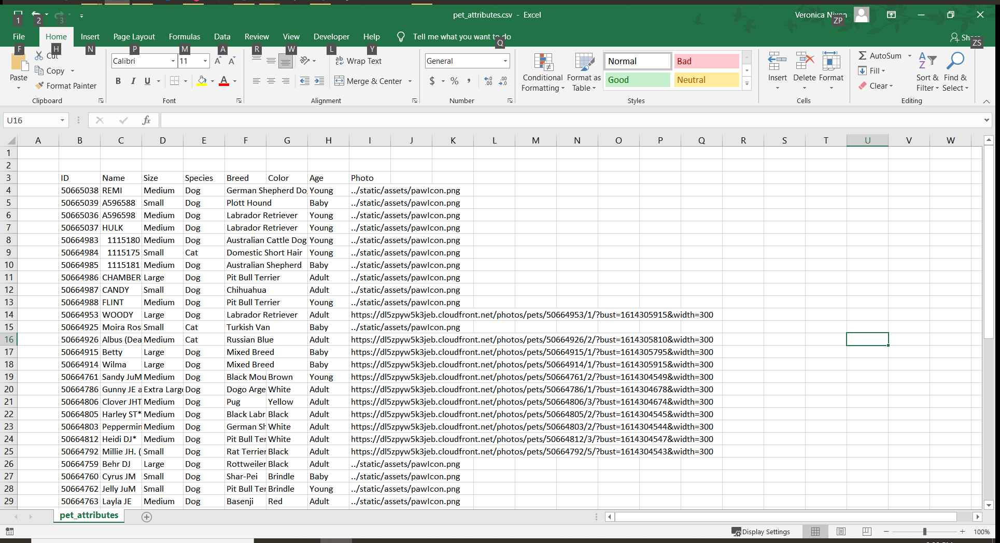 pet_attributes.csv - Excel
Veronica Nixon
1 2 3 ZP
File Home Insert Page Layout Formulas Data Review View Developer Help Tell me what you want to do
F H N P M A R W L Y Q ZS
Cut
Copy
Format Painter
Paste
Clipboard
Calibri 11
A A
B I U A
Font
ab Wrap Text
Merge & Center
Alignment
General
$ % ,
Number
Conditional Formatting
Format as Table
Normal Bad
Good Neutral
Styles
Insert Delete Format
Cells
AutoSum
Fill
Clear
Sort & Filter
Find & Select
Editing
U16 fx
A B C D E F G H I J K L M N O P Q R S T U V W
1
2
3 ID Name Size Species Breed Color Age Photo
4 50665038 REMI Medium Dog German Shepherd Do Young ../static/assets/pawIcon.png
5 50665039 A596588 Small Dog Plott Hound Baby ../static/assets/pawIcon.png
6 50665036 A596598 Medium Dog Labrador Retriever Young ../static/assets/pawIcon.png
7 50665037 HULK Medium Dog Labrador Retriever Young ../static/assets/pawIcon.png
8 50664983 1115180 Medium Dog Australian Cattle Dog Young ../static/assets/pawIcon.png
9 50664984 1115175 Small Cat Domestic Short Hair Young ../static/assets/pawIcon.png
10 50664985 1115181 Medium Dog Australian Shepherd Baby ../static/assets/pawIcon.png
11 50664986 CHAMBER Large Dog Pit Bull Terrier Adult ../static/assets/pawIcon.png
12 50664987 CANDY Small Dog Chihuahua Adult ../static/assets/pawIcon.png
13 50664988 FLINT Medium Dog Pit Bull Terrier Young ../static/assets/pawIcon.png
14 50664953 WOODY Large Dog Labrador Retriever Adult https://dl5zpyw5k3jeb.cloudfront.net/photos/pets/50664953/1/?bust=1614305915&width=300
15 50664925 Moira Ros Small Cat Turkish Van Baby ../static/assets/pawIcon.png
16 50664926 Albus (Dea Medium Cat Russian Blue Adult https://dl5zpyw5k3jeb.cloudfront.net/photos/pets/50664926/2/?bust=1614305810&width=300
17 50664915 Betty Large Dog Mixed Breed Baby https://dl5zpyw5k3jeb.cloudfront.net/photos/pets/50664915/1/?bust=1614305795&width=300
18 50664914 Wilma Large Dog Mixed Breed Baby https://dl5zpyw5k3jeb.cloudfront.net/photos/pets/50664914/1/?bust=1614305915&width=300
19 50664761 Sandy JuM Medium Dog Black Mou Brown Young https://dl5zpyw5k3jeb.cloudfront.net/photos/pets/50664761/2/?bust=1614304549&width=300
20 50664786 Gunny JE a Extra Large Dog Dogo Arge White Adult https://dl5zpyw5k3jeb.cloudfront.net/photos/pets/50664786/1/?bust=1614304678&width=300
21 50664806 Clover JHT Medium Dog Pug Yellow Adult https://dl5zpyw5k3jeb.cloudfront.net/photos/pets/50664806/3/?bust=1614304674&width=300
22 50664805 Harley ST* Medium Dog Black Labr Black Adult https://dl5zpyw5k3jeb.cloudfront.net/photos/pets/50664805/2/?bust=1614304545&width=300
23 50664803 Peppermin Medium Dog German Sh White Adult https://dl5zpyw5k3jeb.cloudfront.net/photos/pets/50664803/2/?bust=1614304544&width=300
24 50664812 Heidi DJ* Medium Dog Pit Bull Ter White Adult https://dl5zpyw5k3jeb.cloudfront.net/photos/pets/50664812/3/?bust=1614304547&width=300
25 50664792 Millie JH. ( Small Dog Rat Terrier Black Adult https://dl5zpyw5k3jeb.cloudfront.net/photos/pets/50664792/5/?bust=1614304543&width=300
26 50664759 Behr DJ Large Dog Rottweiler Black Adult ../static/assets/pawIcon.png
27 50664760 Cyrus JM Small Dog Shar-Pei Brindle Baby ../static/assets/pawIcon.png
28 50664762 Jelly JuM Small Dog Pit Bull Ter Brindle Young ../static/assets/pawIcon.png
29 50664763 Layla JE Medium Dog Basenji Red Adult ../static/assets/pawIcon.png
pet_attributes
Display Settings 100%